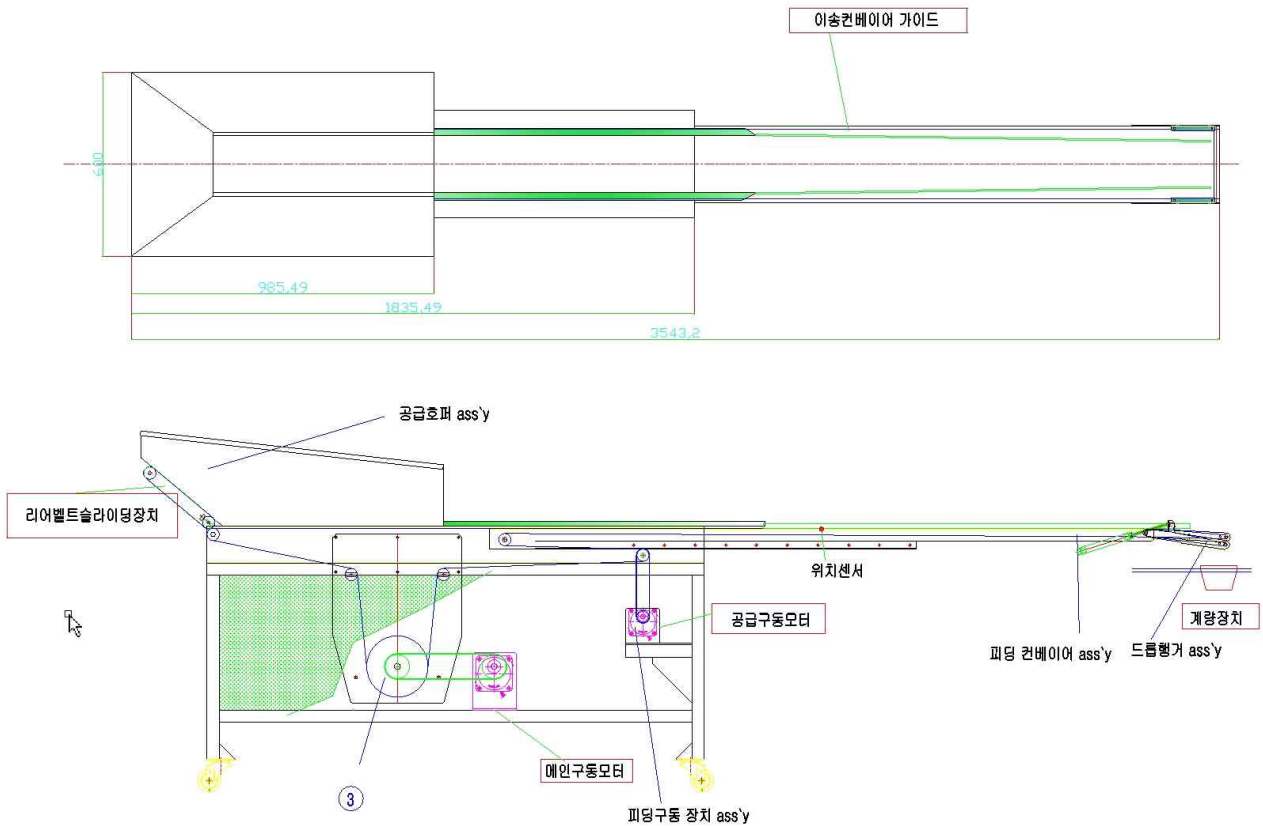 이송컨베이어 가이드
600
985,49
1835,49
3543,2
공급호퍼 ass'y
리어벨트슬라이딩장치
위치센서
공급구동모터
계량장치
피딩 컨베이어 ass'y
드롭행거 ass'y
메인구동모터
3
피딩구동 장치 ass'y